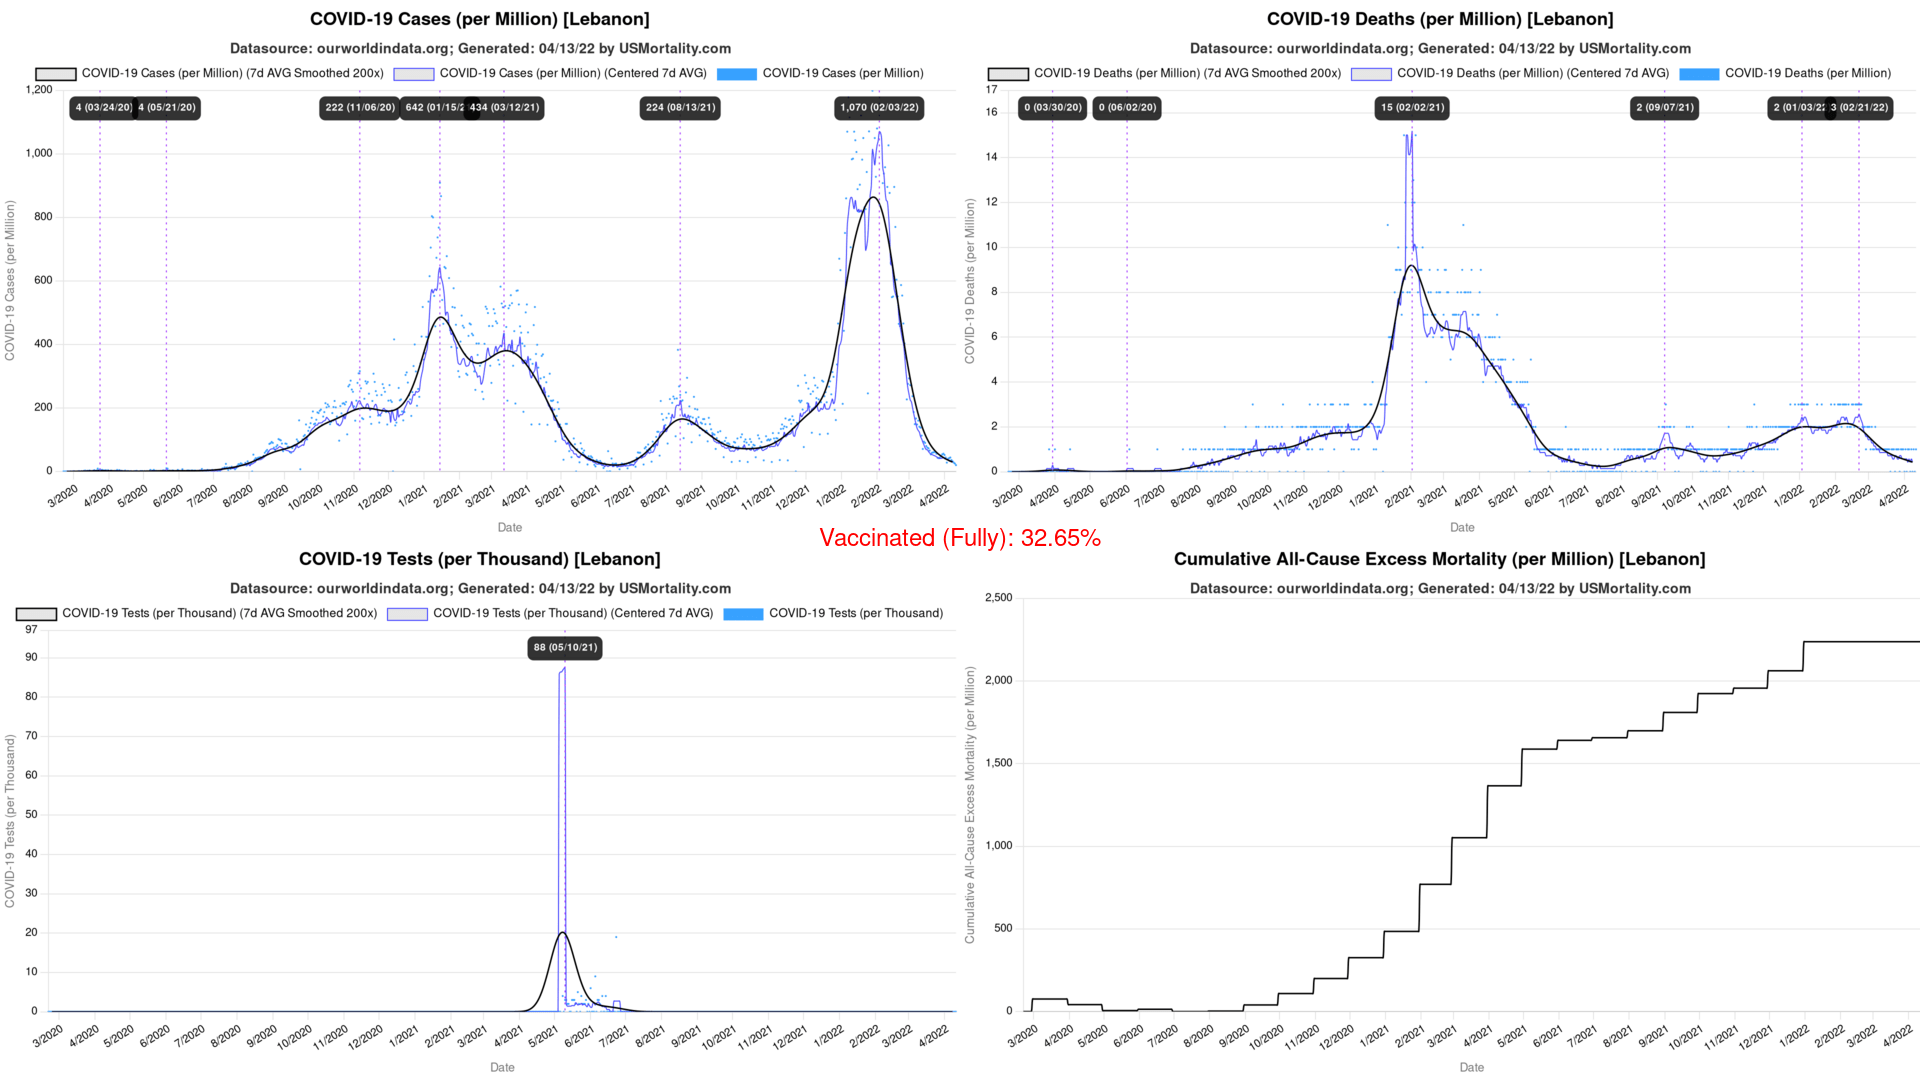 COVID-19 Cases (per Million) [Lebanon]
Datasource: ourworldindata.org; Generated: 04/13/22 by USMortality.com
COVID-19 Cases (per Million) (7d AVG Smoothed 200x) COVID-19 Cases (per Million) (Centered 7d AVG) COVID-19 Cases (per Million)
4 (03/24/20) 4 (05/21/20) 222 (11/06/20) 642 (01/15/2 434 (03/12/21) 224 (08/13/21) 1,070 (02/03/22)
COVID-19 Cases (per Million)
1,200
1,000
800
600
400
200
0
3/2020 4/2020 5/2020 6/2020 7/2020 8/2020 9/2020 10/2020 11/2020 12/2020 1/2021 2/2021 3/2021 4/2021 5/2021 6/2021 7/2021 8/2021 9/2021 10/2021 11/2021 12/2021 1/2022 2/2022 3/2022 4/2022
Date
COVID-19 Deaths (per Million) [Lebanon]
Datasource: ourworldindata.org; Generated: 04/13/22 by USMortality.com
COVID-19 Deaths (per Million) (7d AVG Smoothed 200x) COVID-19 Deaths (per Million) (Centered 7d AVG) COVID-19 Deaths (per Million)
0 (03/30/20) 0 (06/02/20) 15 (02/02/21) 2 (09/07/21) 2 (01/03/22 3 (02/21/22)
COVID-19 Deaths (per Million)
17
16
14
12
10
8
6
4
2
0
3/2020 4/2020 5/2020 6/2020 7/2020 8/2020 9/2020 10/2020 11/2020 12/2020 1/2021 2/2021 3/2021 4/2021 5/2021 6/2021 7/2021 8/2021 9/2021 10/2021 11/2021 12/2021 1/2022 2/2022 3/2022 4/2022
Date
Vaccinated (Fully): 32.65%
COVID-19 Tests (per Thousand) [Lebanon]
Datasource: ourworldindata.org; Generated: 04/13/22 by USMortality.com
COVID-19 Tests (per Thousand) (7d AVG Smoothed 200x) COVID-19 Tests (per Thousand) (Centered 7d AVG) COVID-19 Tests (per Thousand)
88 (05/10/21)
COVID-19 Tests (per Thousand)
97
90
80
70
60
50
40
30
20
10
0
3/2020 4/2020 5/2020 6/2020 7/2020 8/2020 9/2020 10/2020 11/2020 12/2020 1/2021 2/2021 3/2021 4/2021 5/2021 6/2021 7/2021 8/2021 9/2021 10/2021 11/2021 12/2021 1/2022 2/2022 3/2022 4/2022
Date
Cumulative All-Cause Excess Mortality (per Million) [Lebanon]
Datasource: ourworldindata.org; Generated: 04/13/22 by USMortality.com
Cumulative All-Cause Excess Mortality (per Million)
2,500
2,000
1,500
1,000
500
0
3/2020 4/2020 5/2020 6/2020 7/2020 8/2020 9/2020 10/2020 11/2020 12/2020 1/2021 2/2021 3/2021 4/2021 5/2021 6/2021 7/2021 8/2021 9/2021 10/2021 11/2021 12/2021 1/2022 2/2022 3/2022 4/2022
Date